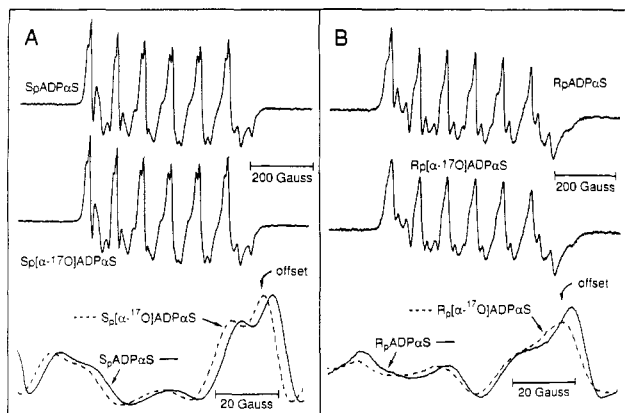 A
SpADPαS
200 Gauss
Sp[α-17O]ADPαS
offset
Sp[α-17O]ADPαS
SpADPαS
20 Gauss
B
RpADPαS
Rp[α-17O]ADPαS
200 Gauss
offset
Rp[α-17O]ADPαS
RpADPαS
20 Gauss